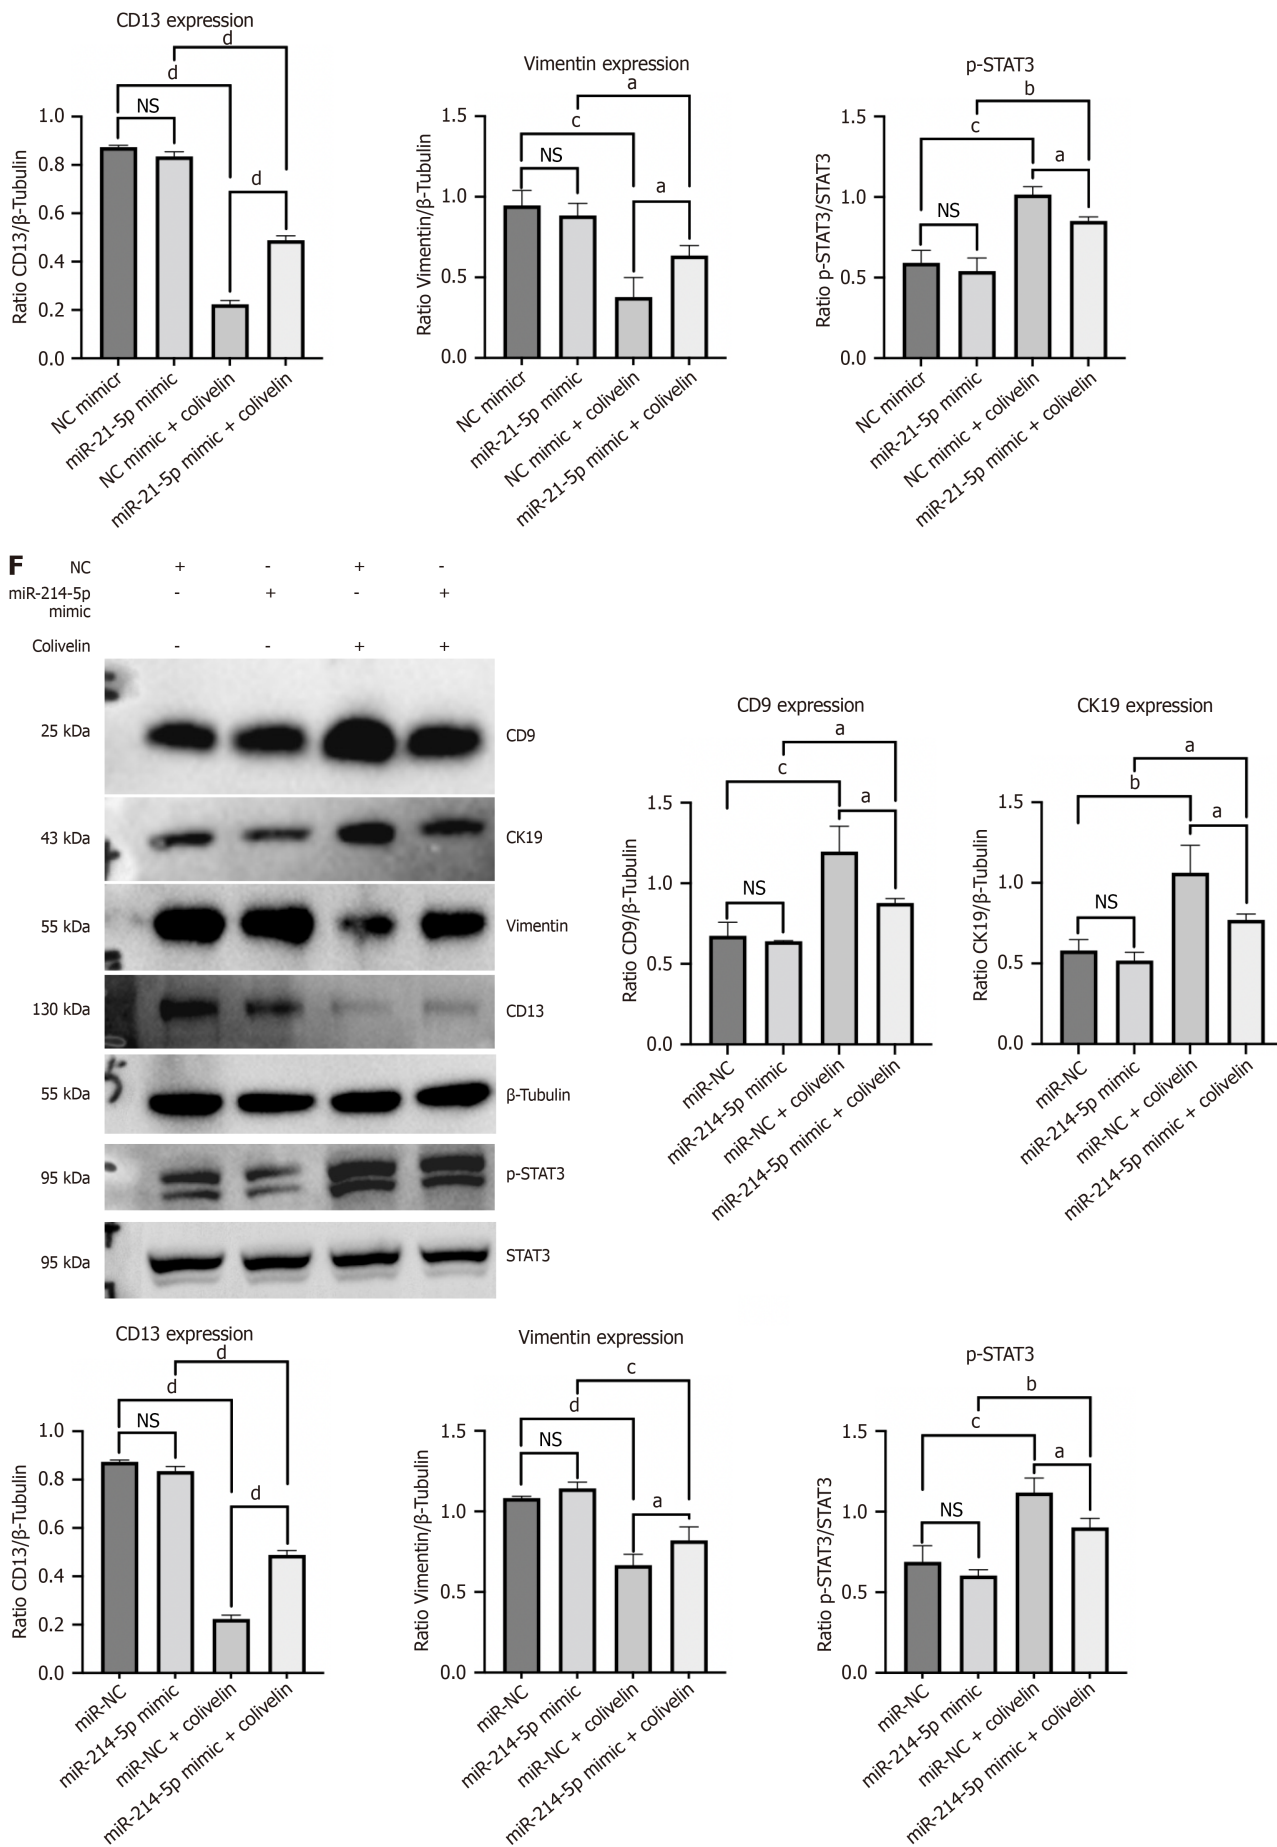 CD13 expression
d
d
NS
d
1.0
0.8
0.6
0.4
0.2
0.0
Ratio CD13/β-Tubulin
NC mimicr
miR-21-5p mimic
NC mimic + colivelin
miR-21-5p mimic + colivelin
Vimentin expression
a
c
NS
a
1.5
1.0
0.5
0.0
Ratio Vimentin/β-Tubulin
NC mimicr
miR-21-5p mimic
NC mimic + colivelin
miR-21-5p mimic + colivelin
p-STAT3
b
c
a
NS
1.5
1.0
0.5
0.0
Ratio p-STAT3/STAT3
NC mimicr
miR-21-5p mimic
NC mimic + colivelin
miR-21-5p mimic + colivelin
F
NC + - + -
miR-214-5p - + - +
mimic
Colivelin - - + +
25 kDa CD9
43 kDa CK19
55 kDa Vimentin
130 kDa CD13
55 kDa β-Tubulin
95 kDa p-STAT3
95 kDa STAT3
CD9 expression
a
c
a
NS
1.5
1.0
0.5
0.0
Ratio CD9/β-Tubulin
miR-NC
miR-214-5p mimic
miR-NC + colivelin
miR-214-5p mimic + colivelin
CK19 expression
a
b
a
NS
1.5
1.0
0.5
0.0
Ratio CK19/β-Tubulin
miR-NC
miR-214-5p mimic
miR-NC + colivelin
miR-214-5p mimic + colivelin
CD13 expression
d
d
NS
d
1.0
0.8
0.6
0.4
0.2
0.0
Ratio CD13/β-Tubulin
miR-NC
miR-214-5p mimic
miR-NC + colivelin
miR-214-5p mimic + colivelin
Vimentin expression
c
d
NS
a
1.5
1.0
0.5
0.0
Ratio Vimentin/β-Tubulin
miR-NC
miR-214-5p mimic
miR-NC + colivelin
miR-214-5p mimic + colivelin
p-STAT3
b
c
a
NS
1.5
1.0
0.5
0.0
Ratio p-STAT3/STAT3
miR-NC
miR-214-5p mimic
miR-NC + colivelin
miR-214-5p mimic + colivelin